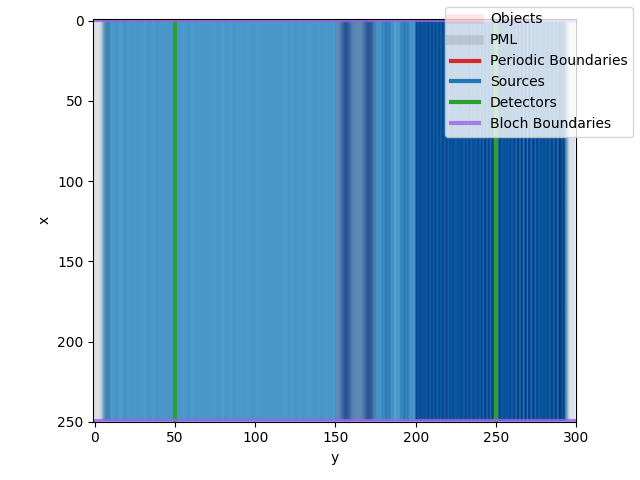 Objects
PML
Periodic Boundaries
Sources
Detectors
Bloch Boundaries
0
50
100
150
200
250
x
0
50
100
150
200
250
300
y